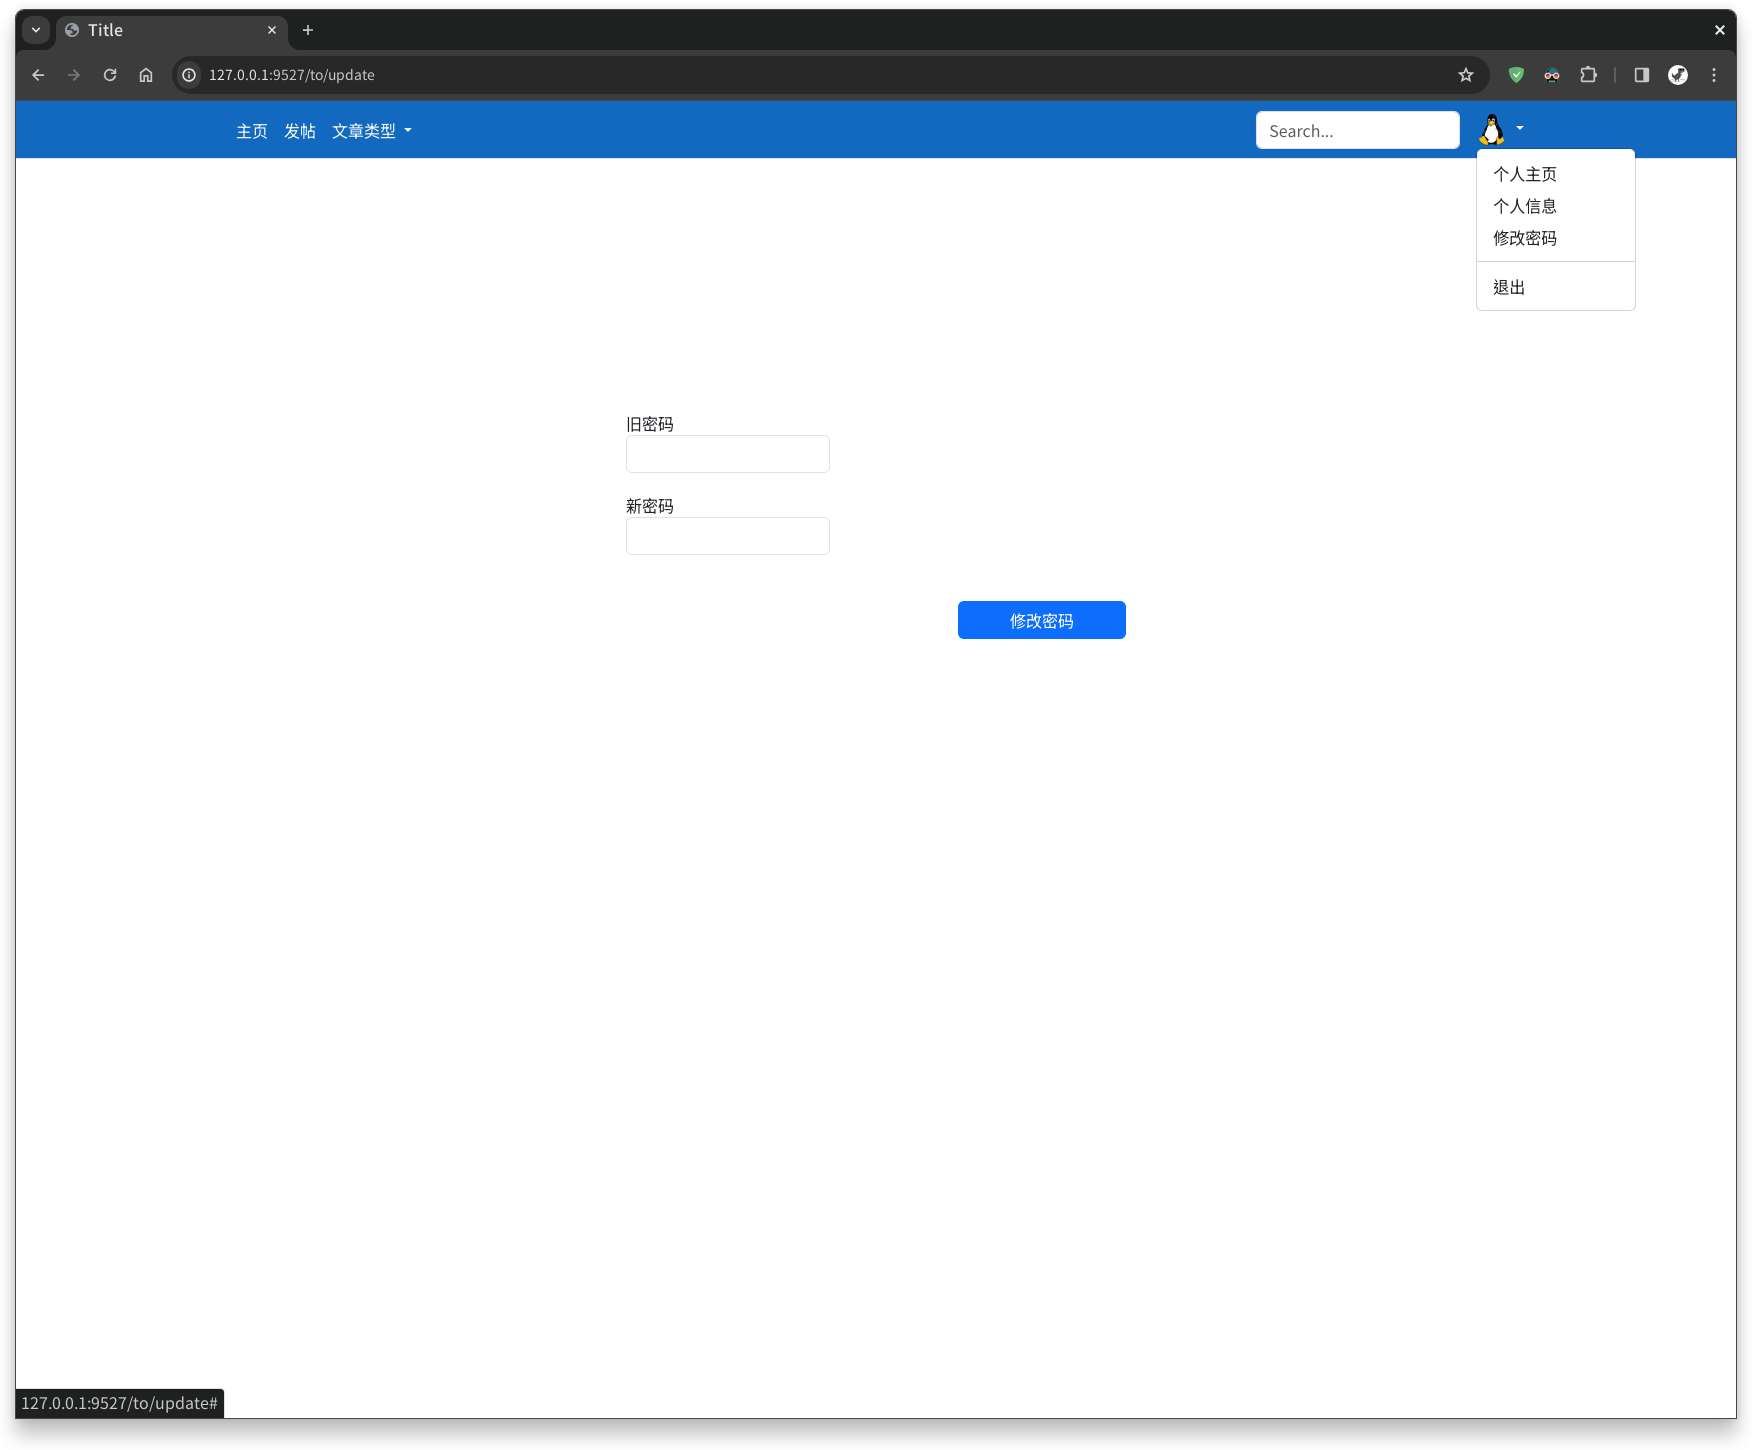 Title
127.0.0.1:9527/to/update
主页 发帖 文章类型 Search...
个人主页
个人信息
修改密码
退出
旧密码
新密码
修改密码
127.0.0.1:9527/to/update#